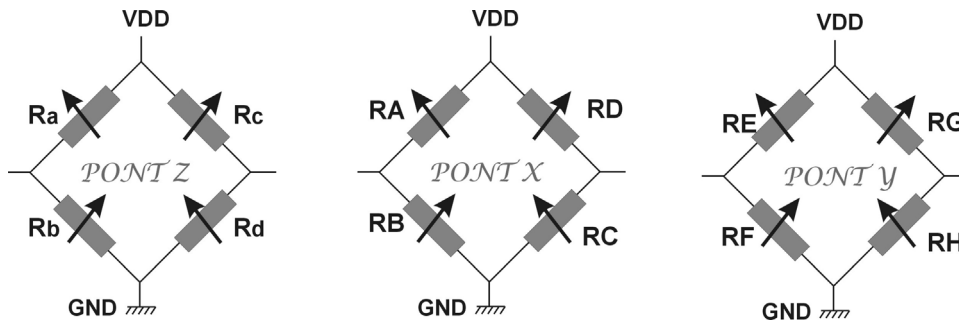 VDD
Ra
Rc
PONT Z
Rb
Rd
GND
VDD
RA
RD
PONT X
RB
RC
GND
VDD
RE
RG
PONT Y
RF
RH
GND